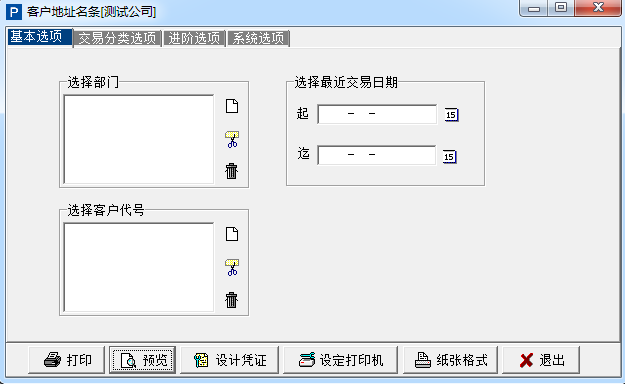 P 客户地址名条[测试公司]
基本选项 交易分类选项 进阶选项 系统选项
选择部门
选择最近交易日期
起 - - 15
迄 - - 15
选择客户代号
打印 预览 设计凭证 设定打印机 纸张格式 退出